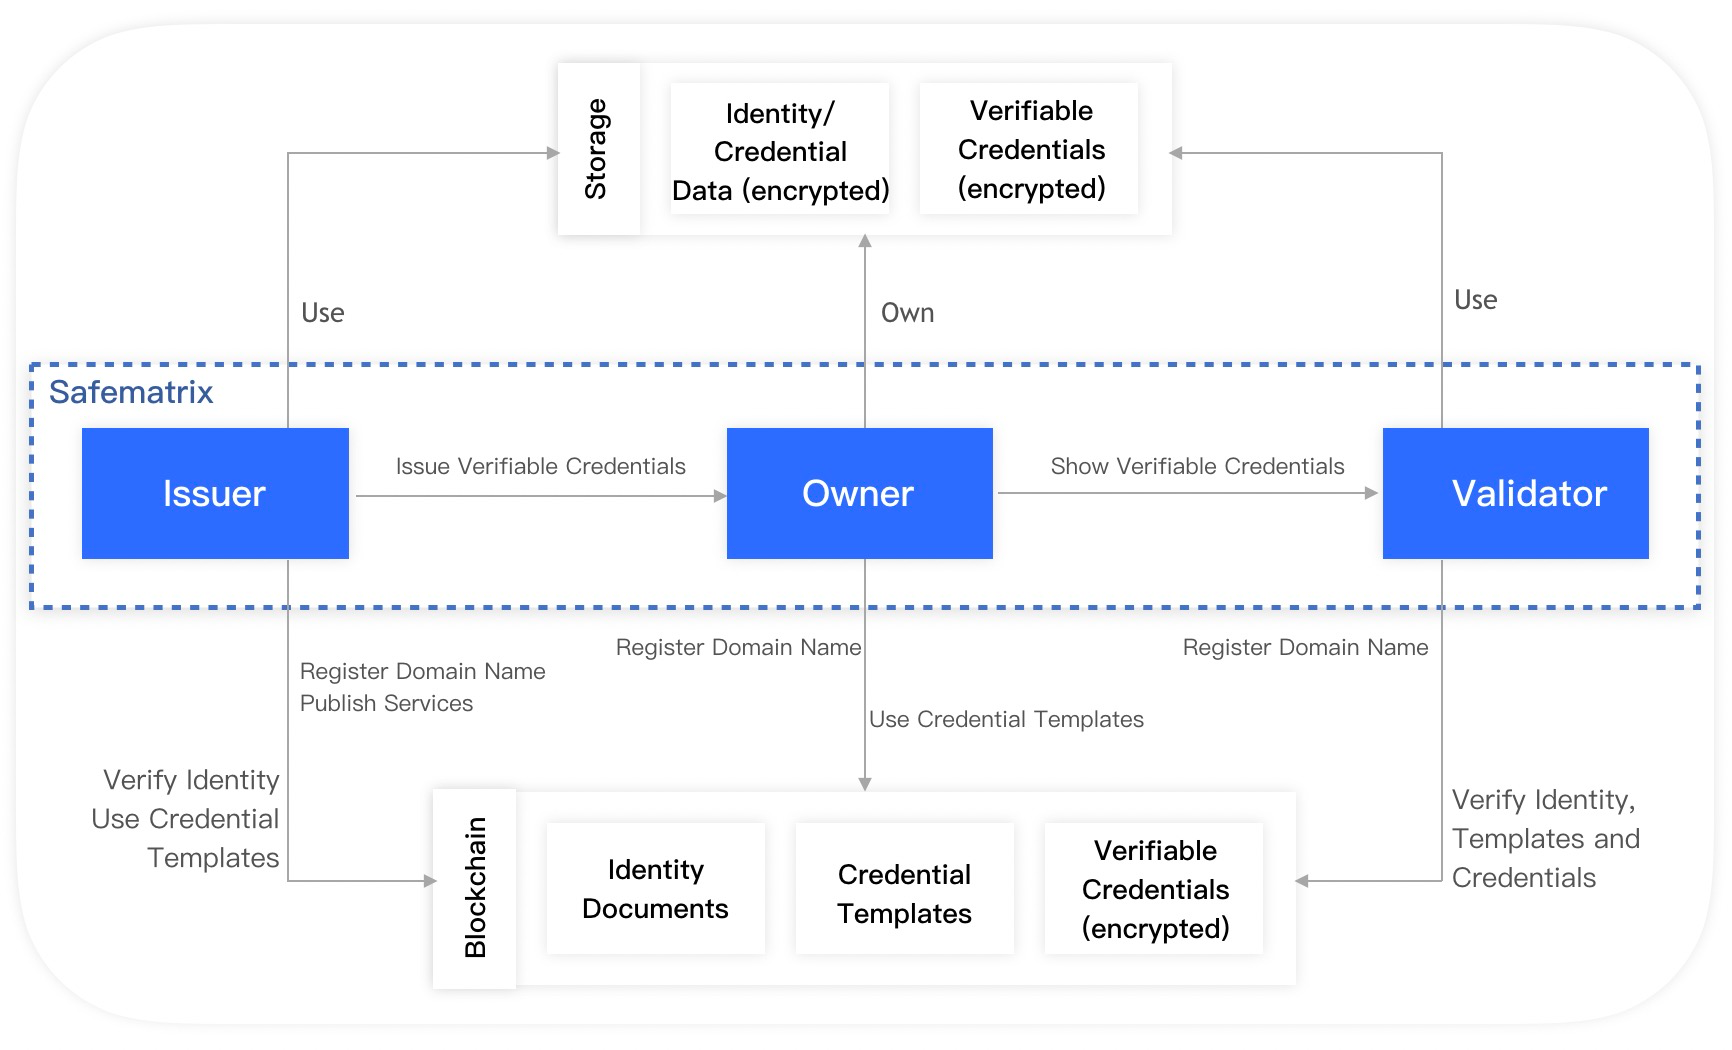 Storage
Identity/
Credential
Data (encrypted)
Verifiable
Credentials
(encrypted)
Use
Own
Use
Safematrix
Issuer
Issue Verifiable Credentials
Owner
Show Verifiable Credentials
Validator
Register Domain Name
Publish Services
Register Domain Name
Use Credential Templates
Register Domain Name
Verify Identity
Use Credential
Templates
Verify Identity,
Templates and
Credentials
Blockchain
Identity
Documents
Credential
Templates
Verifiable
Credentials
(encrypted)